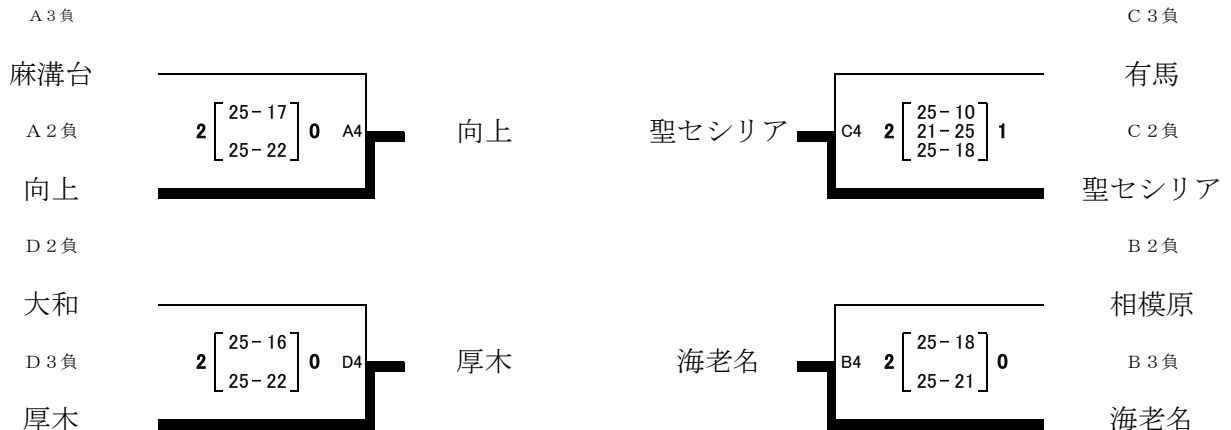 A3負
麻溝台
A2負
向上
2 25-17 0 A4
25-22
向上
D2負
大和
D3負
厚木
2 25-16 0 D4
25-22
厚木
C3負
有馬
C2負
聖セシリア
C4 2 25-10 1
21-25
25-18
聖セシリア
B2負
相模原
B3負
海老名
B4 2 25-18 0
25-21
海老名